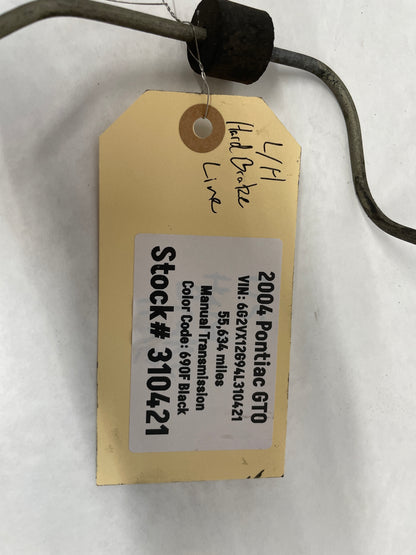 L/H
Hard Brake
Line
2004 Pontiac GTO
VIN: 6G2VX12G94L310421
55,634 miles
Manual Transmission
Color Code: 690F Black
Stock# 310421